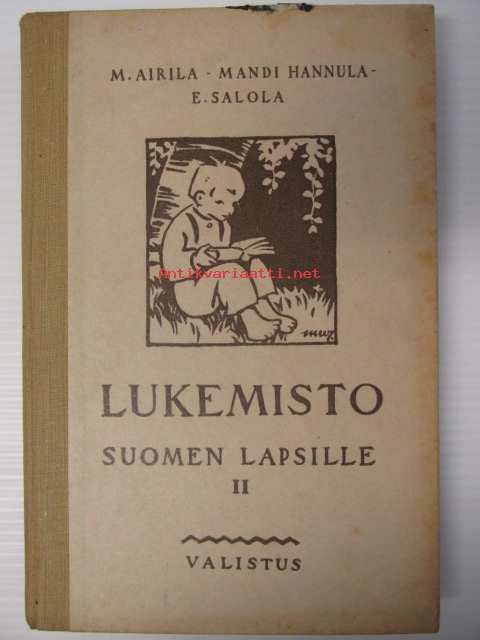 M. AIRILA - MANDI HANNULA -
E. SALOLA
Antikvariaatti.net
LUKEMISTO
SUOMEN LAPSILLE
II
VALISTUS